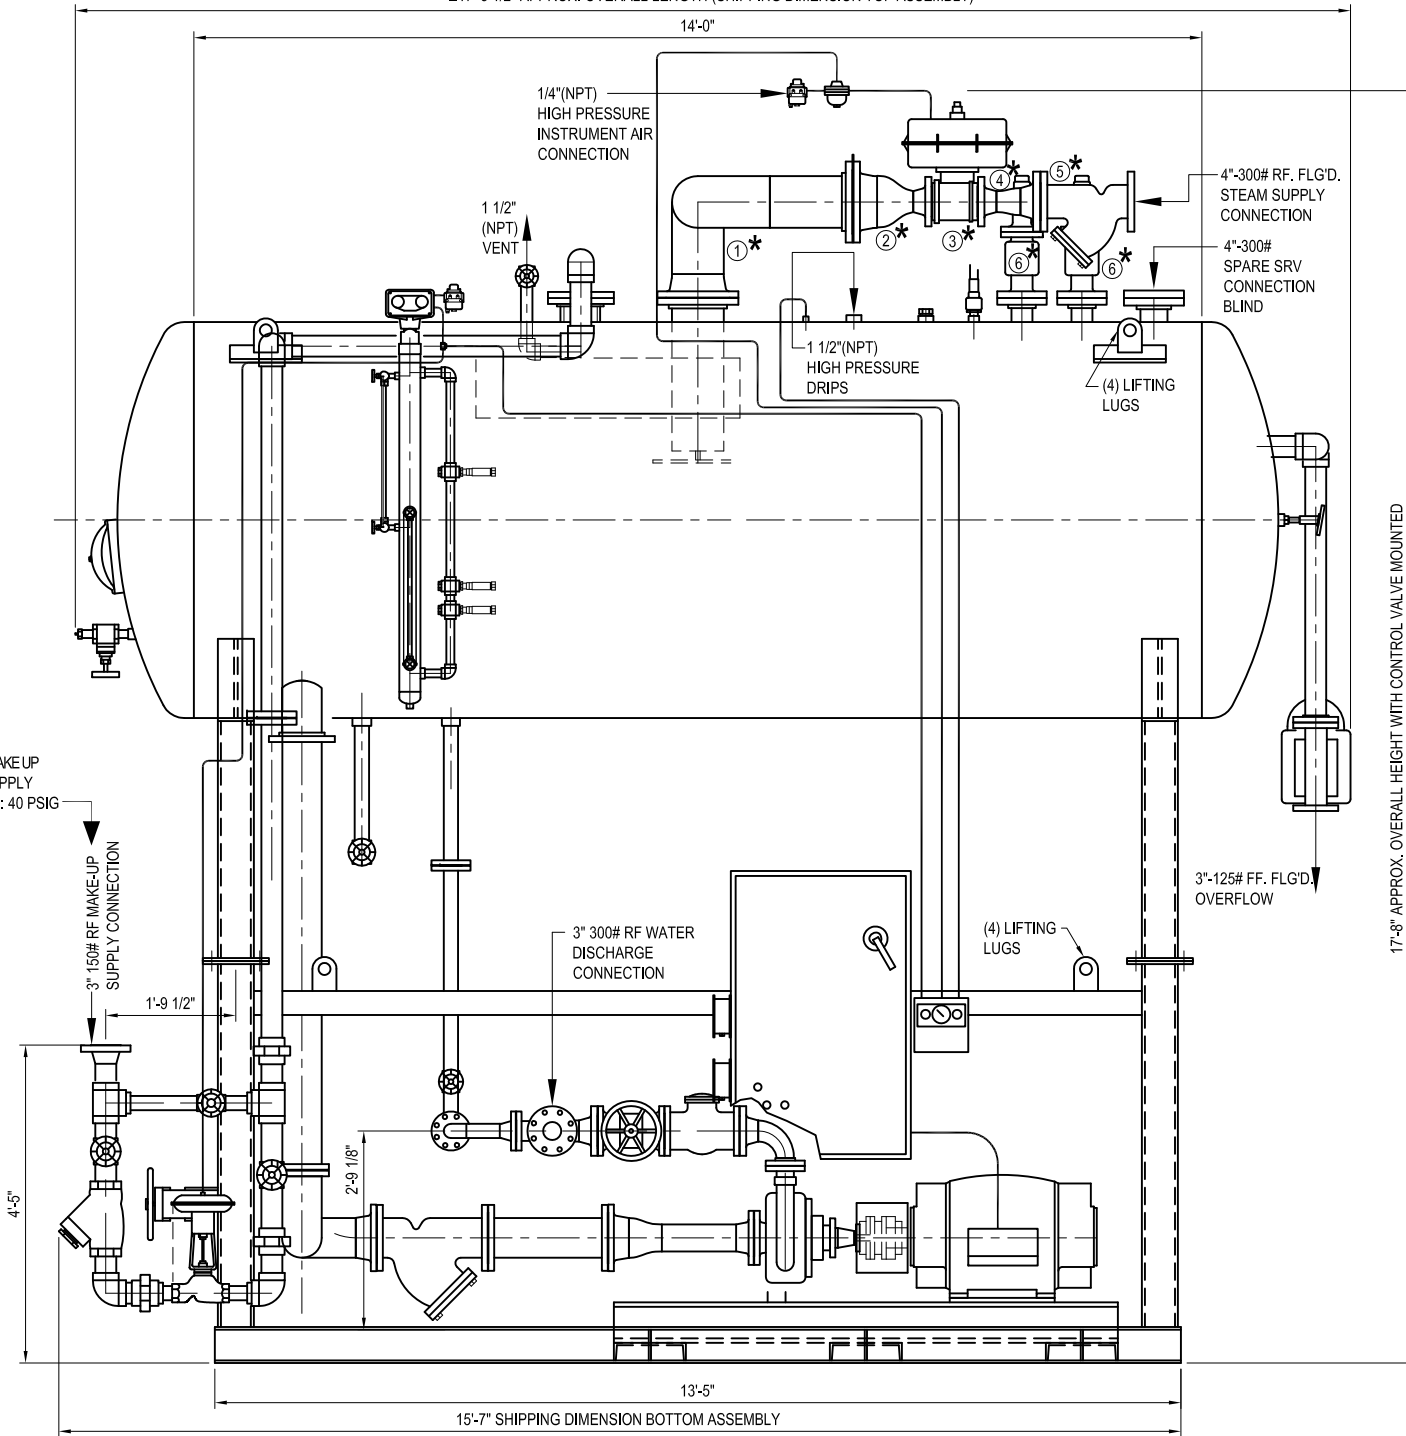 14'-0"
1/4"(NPT)
HIGH PRESSURE
INSTRUMENT AIR
CONNECTION
4"-300# RF. FLG'D.
STEAM SUPPLY
CONNECTION
1 1/2"
(NPT)
VENT
1*
2*
3*
4*
5*
6*
6*
4"-300#
SPARE SRV
CONNECTION
BLIND
1 1/2"(NPT)
HIGH PRESSURE
DRIPS
(4) LIFTING
LUGS
17'-8" APPROX. OVERALL HEIGHT WITH CONTROL VALVE MOUNTED
: 40 PSIG
3" 150# RF MAKE-UP
SUPPLY CONNECTION
3"-125# FF. FLG'D.
OVERFLOW
3" 300# RF WATER
DISCHARGE
CONNECTION
(4) LIFTING
LUGS
1'-9 1/2"
2'-9 1/8"
4'-5"
13'-5"
15'-7" SHIPPING DIMENSION BOTTOM ASSEMBLY